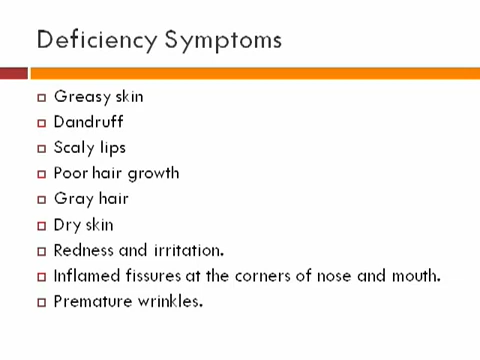 Deficiency Symptoms
Greasy skin
Dandruff
Scaly lips
Poor hair growth
Gray hair
Dry skin
Redness and irritation.
Inflamed fissures at the corners of nose and mouth.
Premature wrinkles.